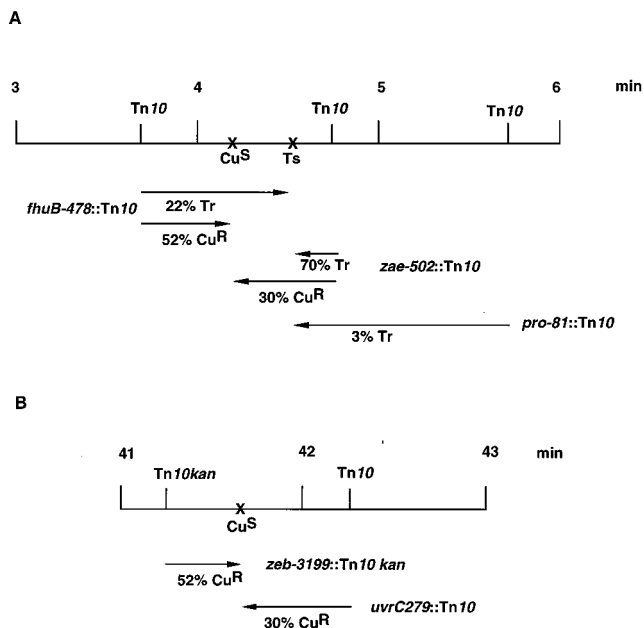 A
3 4 5 6 min
Tn10 Tn10 Tn10
X X
CuS Ts
fhuB-478::Tn10
22% Tr
52% CuR
70% Tr
zae-502::Tn10
30% CuR
pro-81::Tn10
3% Tr
B
41 42 43 min
Tn10kan Tn10
X
CuS
zeb-3199::Tn10 kan
52% CuR
uvrC279::Tn10
30% CuR